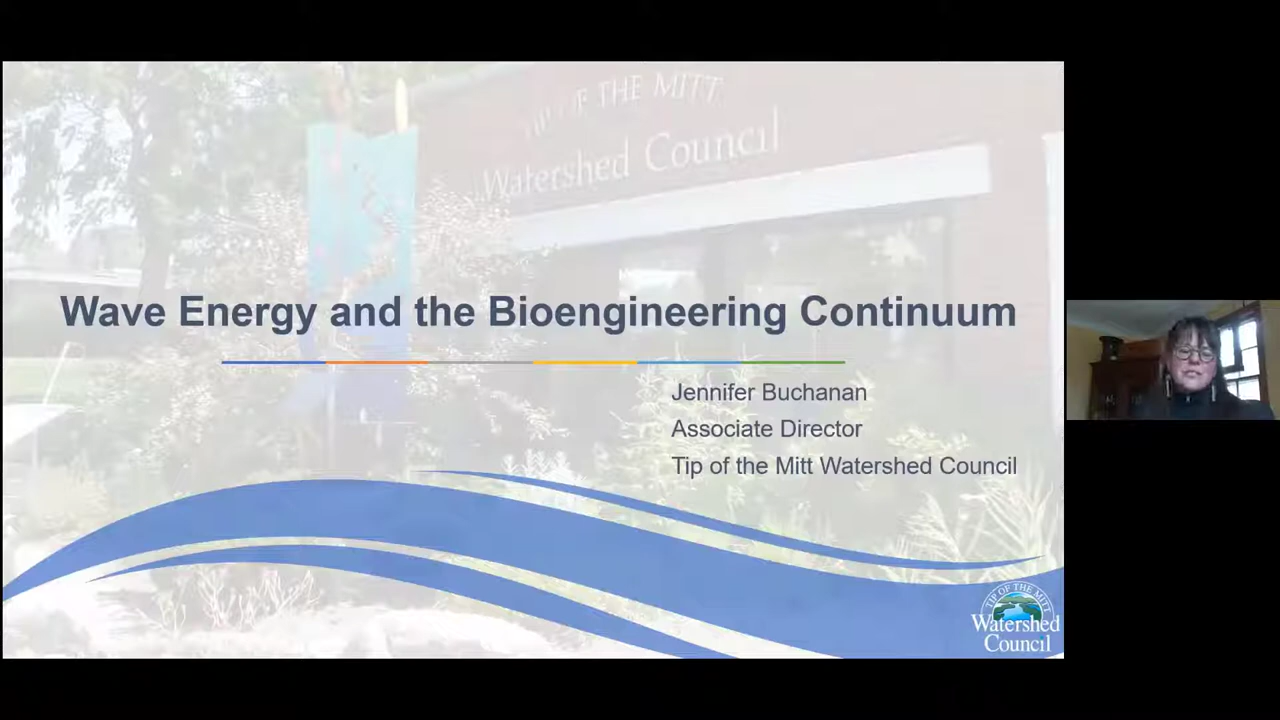 TIP OF THE MITT
Watershed Council
Wave Energy and the Bioengineering Continuum
Jennifer Buchanan
Associate Director
Tip of the Mitt Watershed Council
TIP OF THE MITT
Watershed
Council